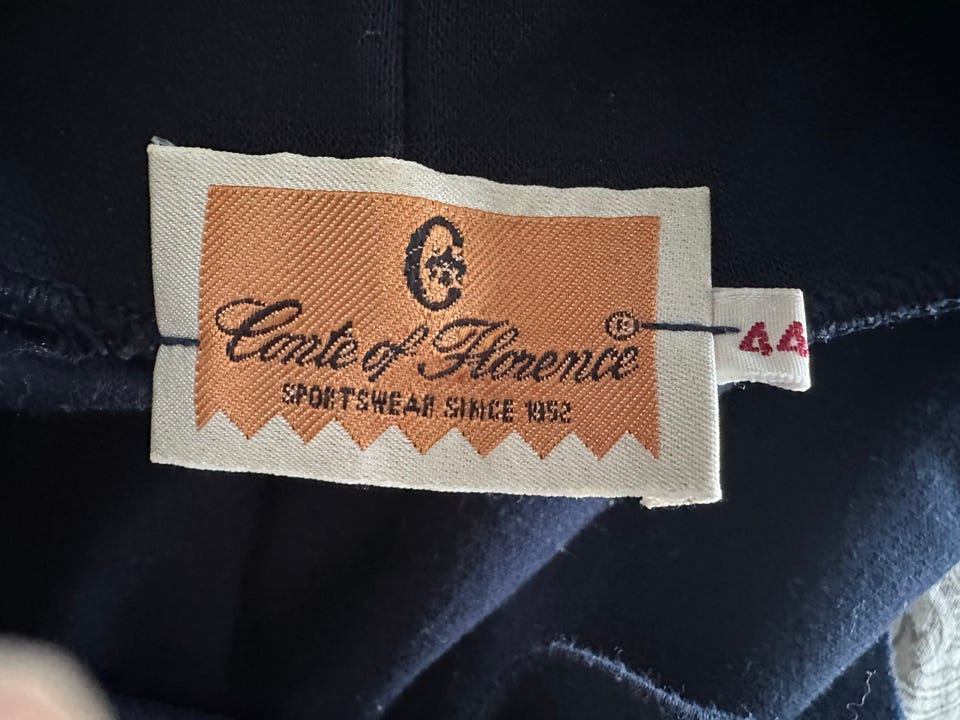 C
Conte of Florence ®
SPORTSWEAR SINCE 1952
44